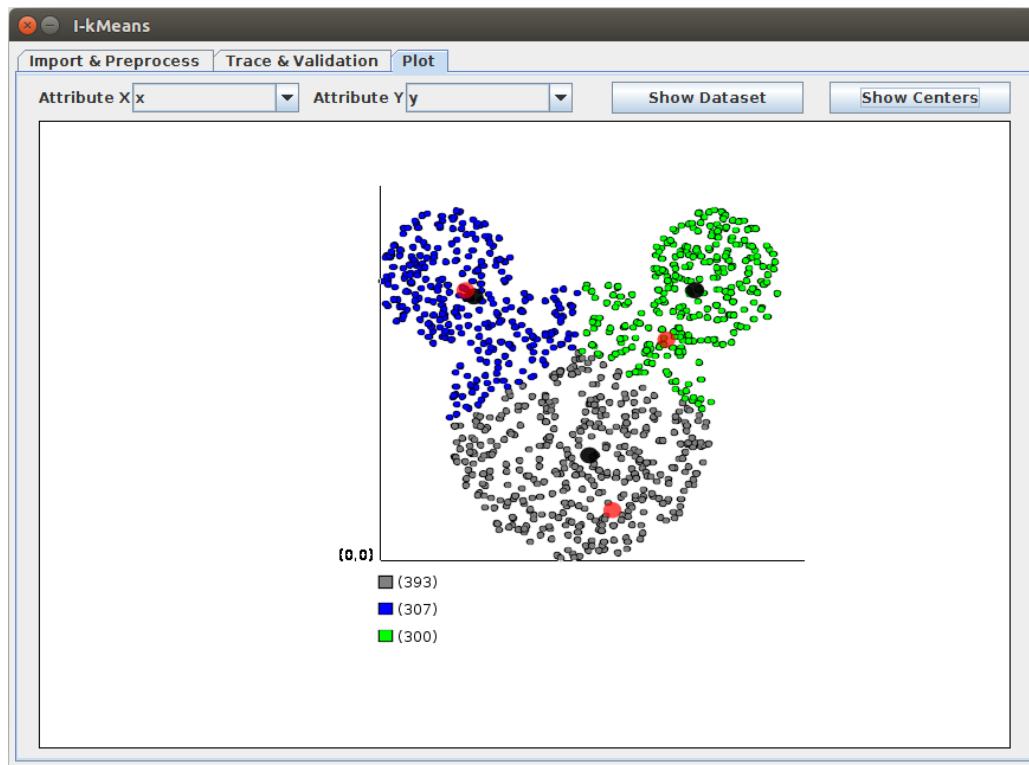 I-kMeans
Import & Preprocess Trace & Validation Plot
Attribute X x Attribute Y y Show Dataset Show Centers
(0,0)
(393)
(307)
(300)